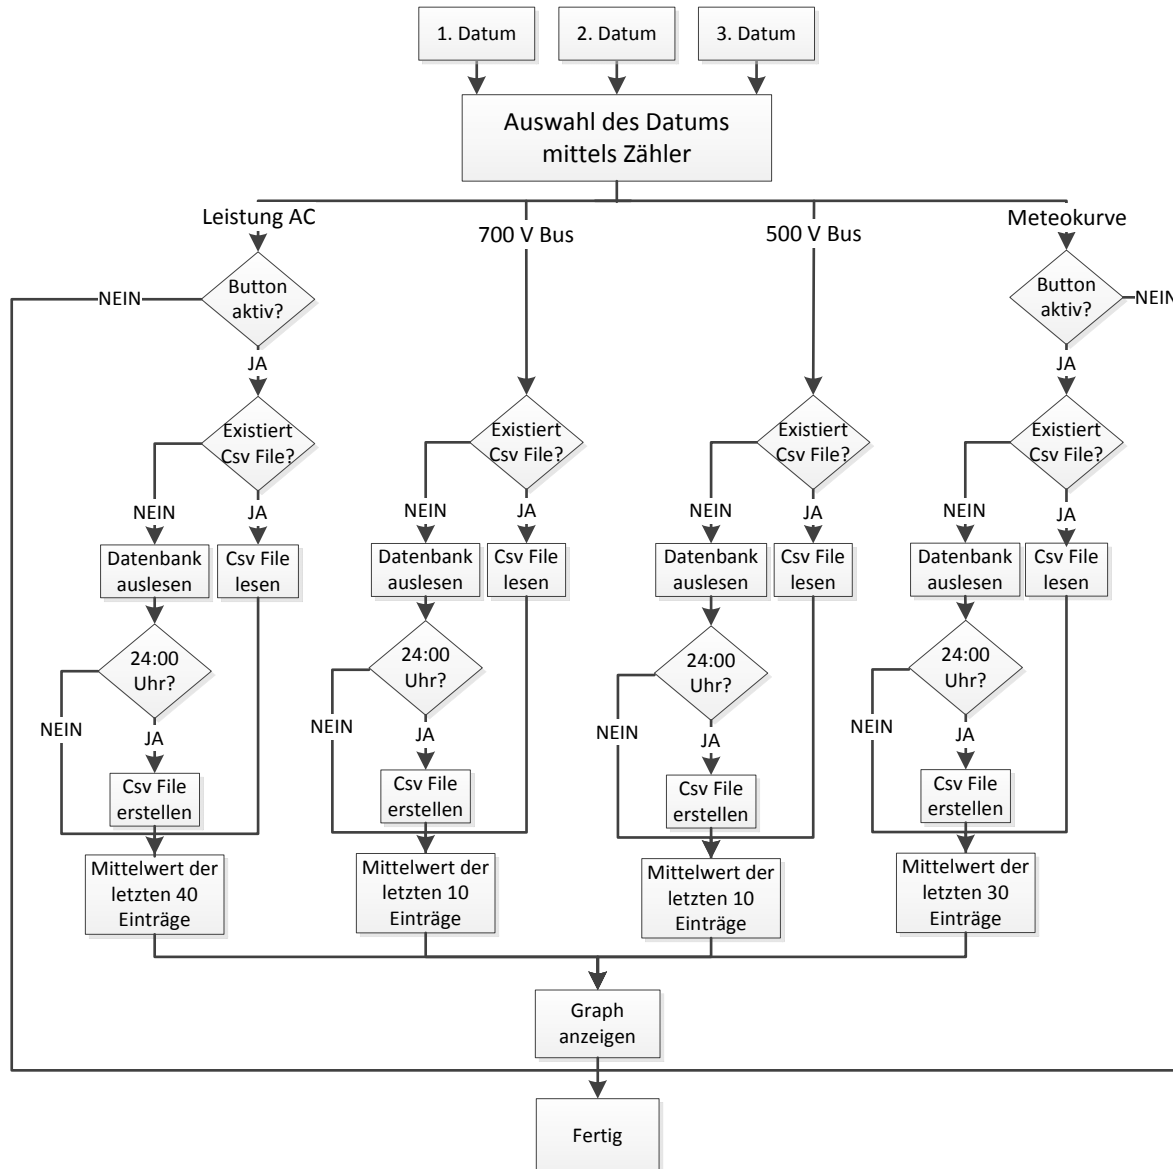 1. Datum
2. Datum
3. Datum
Auswahl des Datums
mittels Zähler
Leistung AC
700 V Bus
500 V Bus
Meteokurve
Button
aktiv?
NEIN
Button
aktiv?
NEIN
JA
JA
Existiert
Csv File?
Existiert
Csv File?
Existiert
Csv File?
Existiert
Csv File?
NEIN
JA
NEIN
JA
NEIN
JA
NEIN
JA
Datenbank
auslesen
Csv File
lesen
Datenbank
auslesen
Csv File
lesen
Datenbank
auslesen
Csv File
lesen
Datenbank
auslesen
Csv File
lesen
24:00
Uhr?
24:00
Uhr?
24:00
Uhr?
24:00
Uhr?
NEIN
JA
NEIN
JA
NEIN
JA
NEIN
JA
Csv File
erstellen
Csv File
erstellen
Csv File
erstellen
Csv File
erstellen
Mittelwert der
letzten 40
Einträge
Mittelwert der
letzten 10
Einträge
Mittelwert der
letzten 10
Einträge
Mittelwert der
letzten 30
Einträge
Graph
anzeigen
Fertig